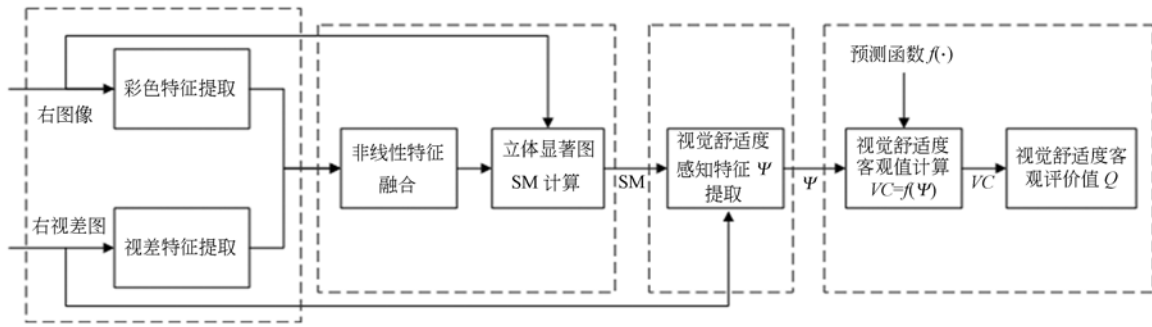 彩色特征提取
右图像
右视差图
视差特征提取
非线性特征
融合
立体显著图
SM 计算
SM
视觉舒适度
感知特征 Ψ
提取
Ψ
预测函数 f(·)
视觉舒适度
客观值计算
VC=f(Ψ)
VC
视觉舒适度客
观评价值 Q